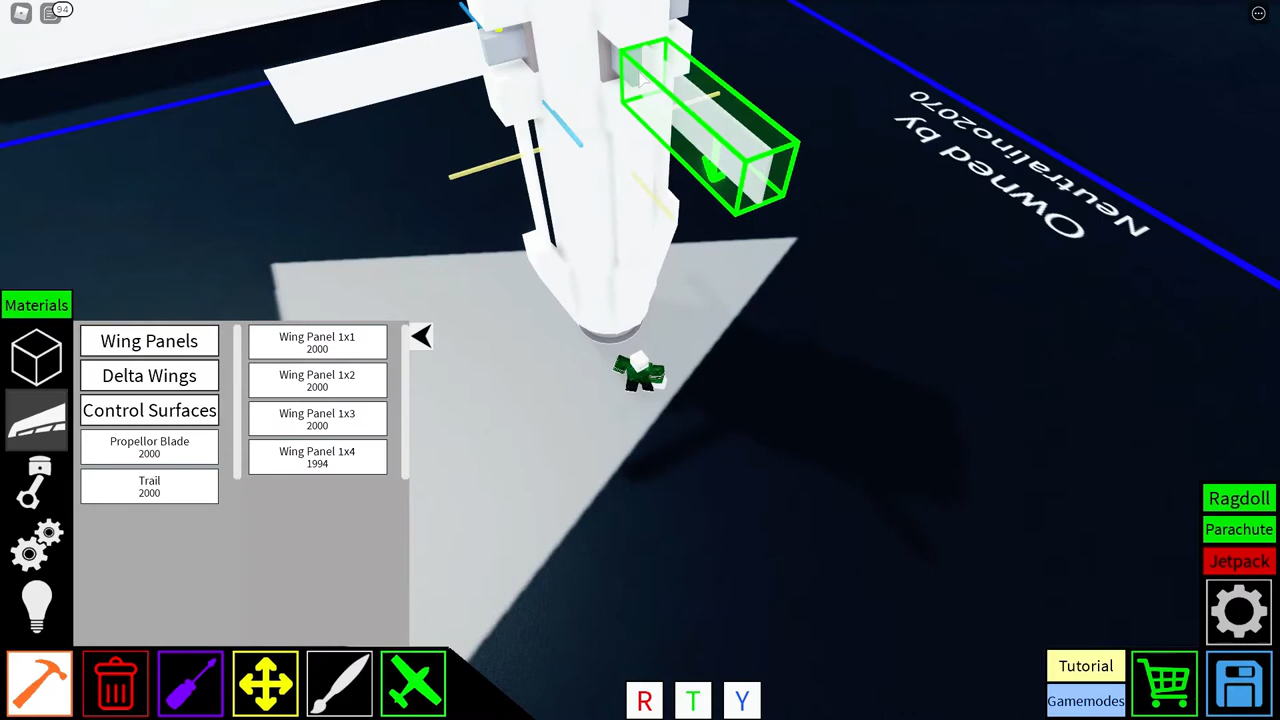 94
Owned by
Neutralino2070
Materials
Wing Panels
Delta Wings
Control Surfaces
Propellor Blade
2000
Trail
2000
Wing Panel 1x1
2000
Wing Panel 1x2
2000
Wing Panel 1x3
2000
Wing Panel 1x4
1994
Ragdoll
Parachute
Jetpack
Tutorial
Gamemodes
R T Y